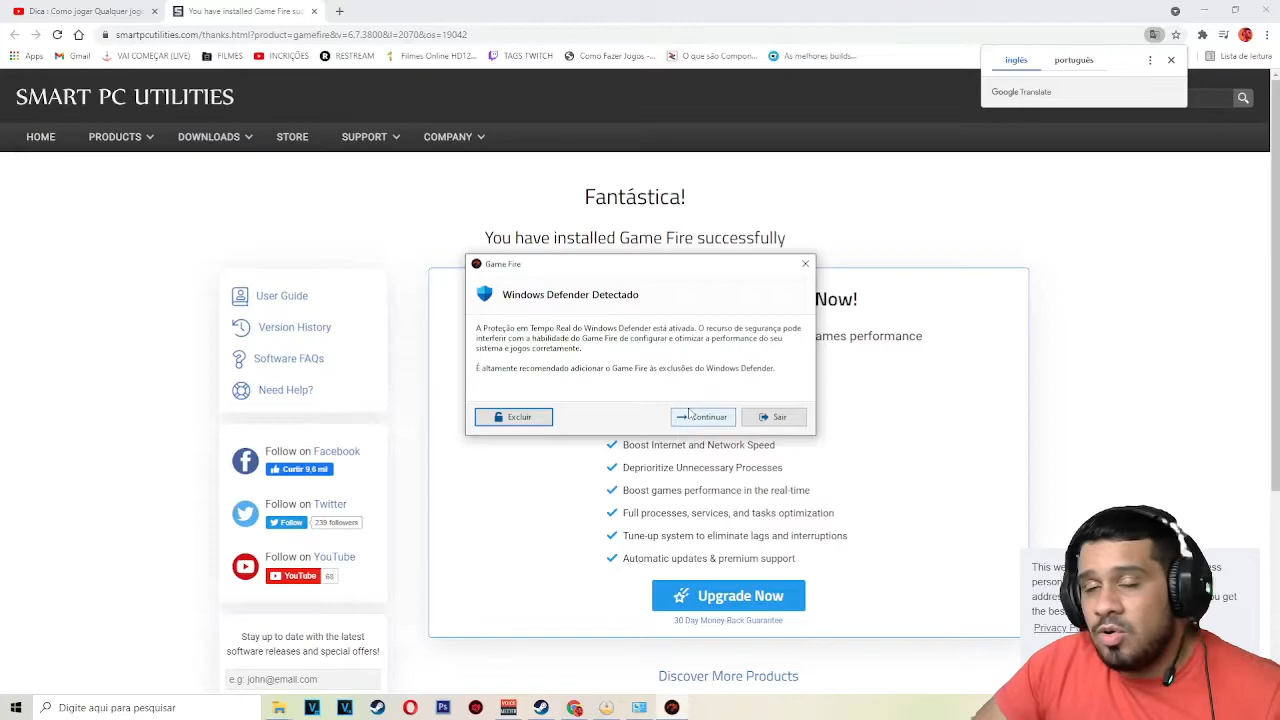 Dica : Como jogar Qualquer jog
You have installed Game Fire suc
smartpcutilities.com/thanks.html?product=gamefire&v=6.7.3800&l=2070&os=19042
Apps
Gmail
VAI COMEÇAR (LIVE)
FILMES
INCRIÇÕES
RESTREAM
Filmes Online HD12...
TAGS TWITCH
Como Fazer Jogos -...
O que são Compon...
As melhores builds...
Lista de leitura
inglês
português
Google Translate
SMART PC UTILITIES
HOME
PRODUCTS
DOWNLOADS
STORE
SUPPORT
COMPANY
Fantástica!
You have installed Game Fire successfully
Game Fire
Windows Defender Detectado
A Proteção em Tempo Real do Windows Defender está ativada. O recurso de segurança pode
interferir com a habilidade do Game Fire de configurar e otimizar a performance do seu
sistema e jogos corretamente.
É altamente recomendado adicionar o Game Fire às exclusões do Windows Defender.
Excluir
Continuar
Sair
Now!
ames performance
User Guide
Version History
Software FAQs
Need Help?
Follow on Facebook
Curtir 9,6 mil
Follow on Twitter
Follow
239 followers
Follow on YouTube
YouTube
68
Stay up to date with the latest
software releases and special offers!
e.g: john@email.com
Boost Internet and Network Speed
Deprioritize Unnecessary Processes
Boost games performance in the real-time
Full processes, services, and tasks optimization
Tune-up system to eliminate lags and interruptions
Automatic updates & premium support
Upgrade Now
30 Day Money-Back Guarantee
Discover More Products
This we
person
addre
the bes
Privacy P
Digite aqui para pesquisar